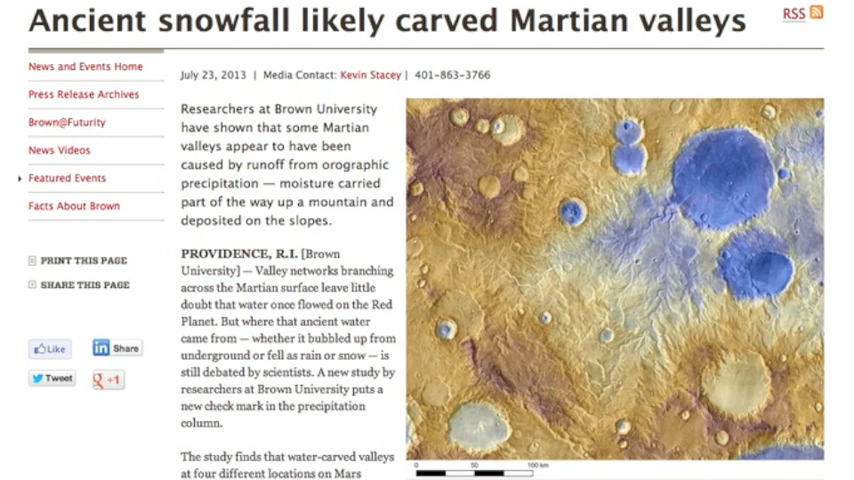 Ancient snowfall likely carved Martian valleys
RSS
News and Events Home
Press Release Archives
Brown@Futurity
News Videos
Featured Events
Facts About Brown
PRINT THIS PAGE
SHARE THIS PAGE
Like
in Share
Tweet
g +1
July 23, 2013 | Media Contact: Kevin Stacey | 401-863-3766
Researchers at Brown University
have shown that some Martian
valleys appear to have been
caused by runoff from orographic
precipitation — moisture carried
part of the way up a mountain and
deposited on the slopes.
PROVIDENCE, R.I. [Brown
University] — Valley networks branching
across the Martian surface leave little
doubt that water once flowed on the Red
Planet. But where that ancient water
came from — whether it bubbled up from
underground or fell as rain or snow — is
still debated by scientists. A new study by
researchers at Brown University puts a
new check mark in the precipitation
column.
The study finds that water-carved valleys
at four different locations on Mars
0 50 100 km